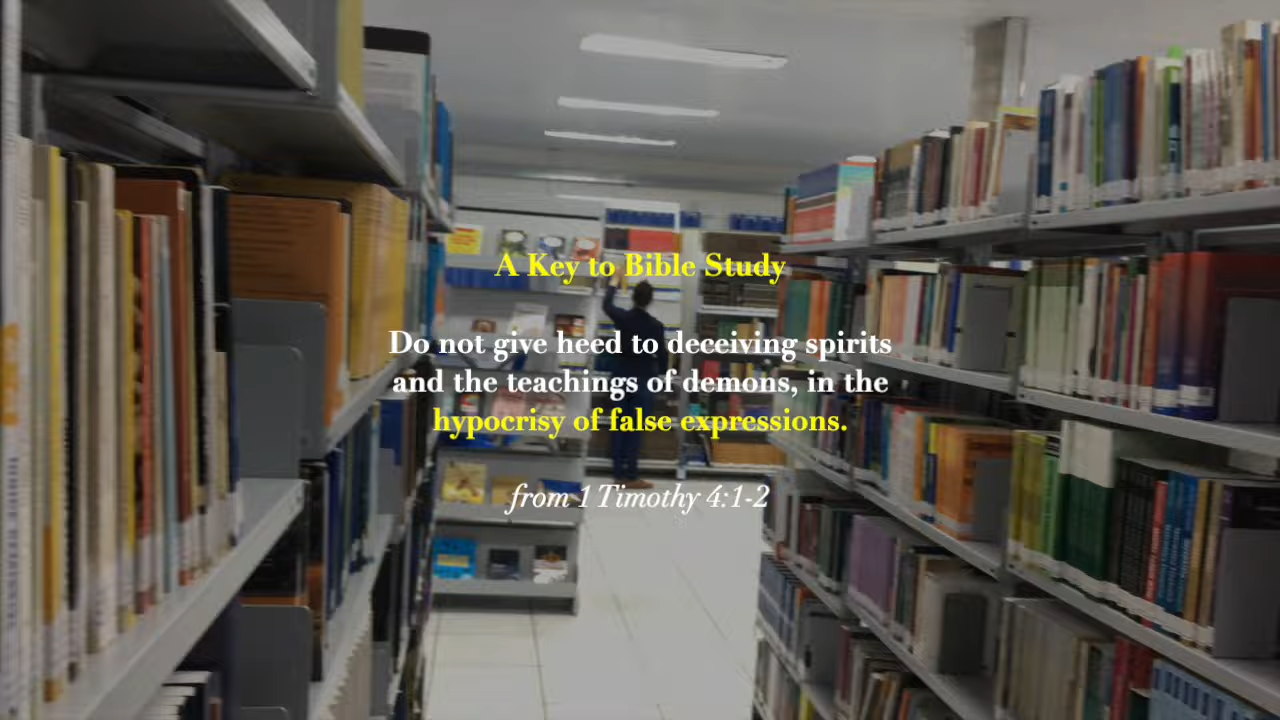 A Key to Bible Study
Do not give heed to deceiving spirits
and the teachings of demons, in the
hypocrisy of false expressions.
from 1 Timothy 4:1-2